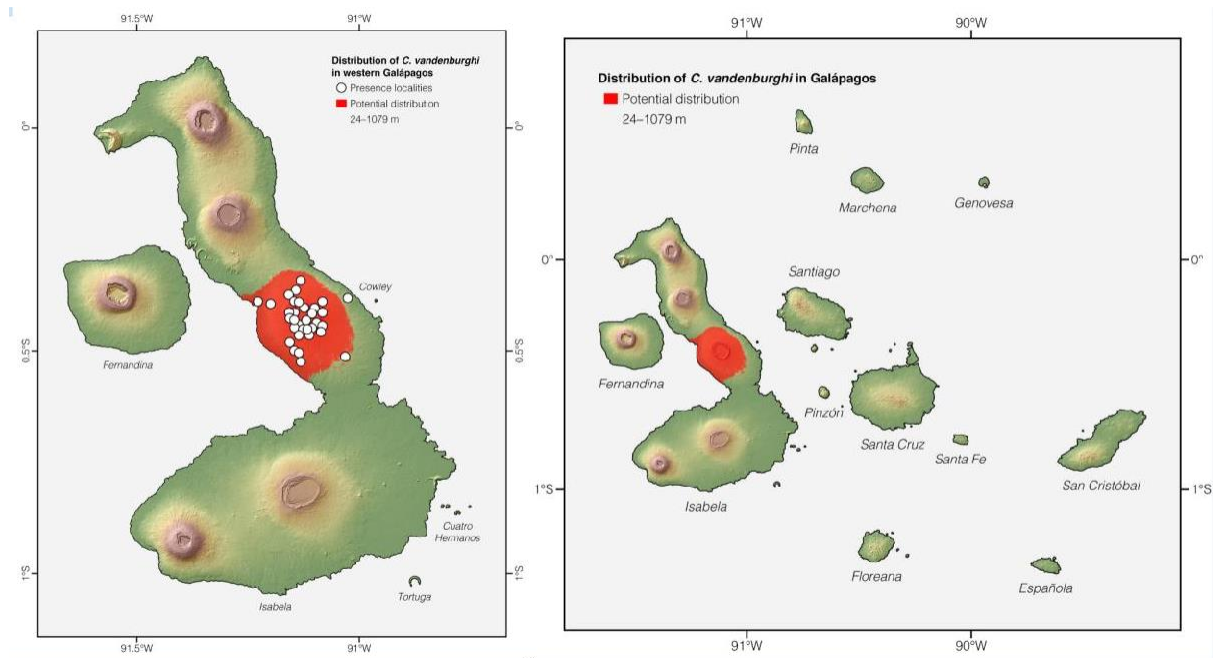 91.5°W
91°W
Distribution of C. vandenburghi
in western Galápagos
Presence localities
Potential distributon
24–1079 m
0°
0°
Cowley
0.5°S
0.5°S
Fernandina
Cuatro
Hermanos
1°S
1°S
Isabela
Tortuga
91.5°W
91°W
91°W
90°W
Distribution of C. vandenburghi in Galápagos
Potential distribution
24–1079 m
Pinta
Marchena
Genovesa
0°
0°
Santiago
Fernandina
Pinzón
Santa Cruz
Santa Fe
San Cristóbal
1°S
1°S
Isabela
Floreana
Española
91°W
90°W